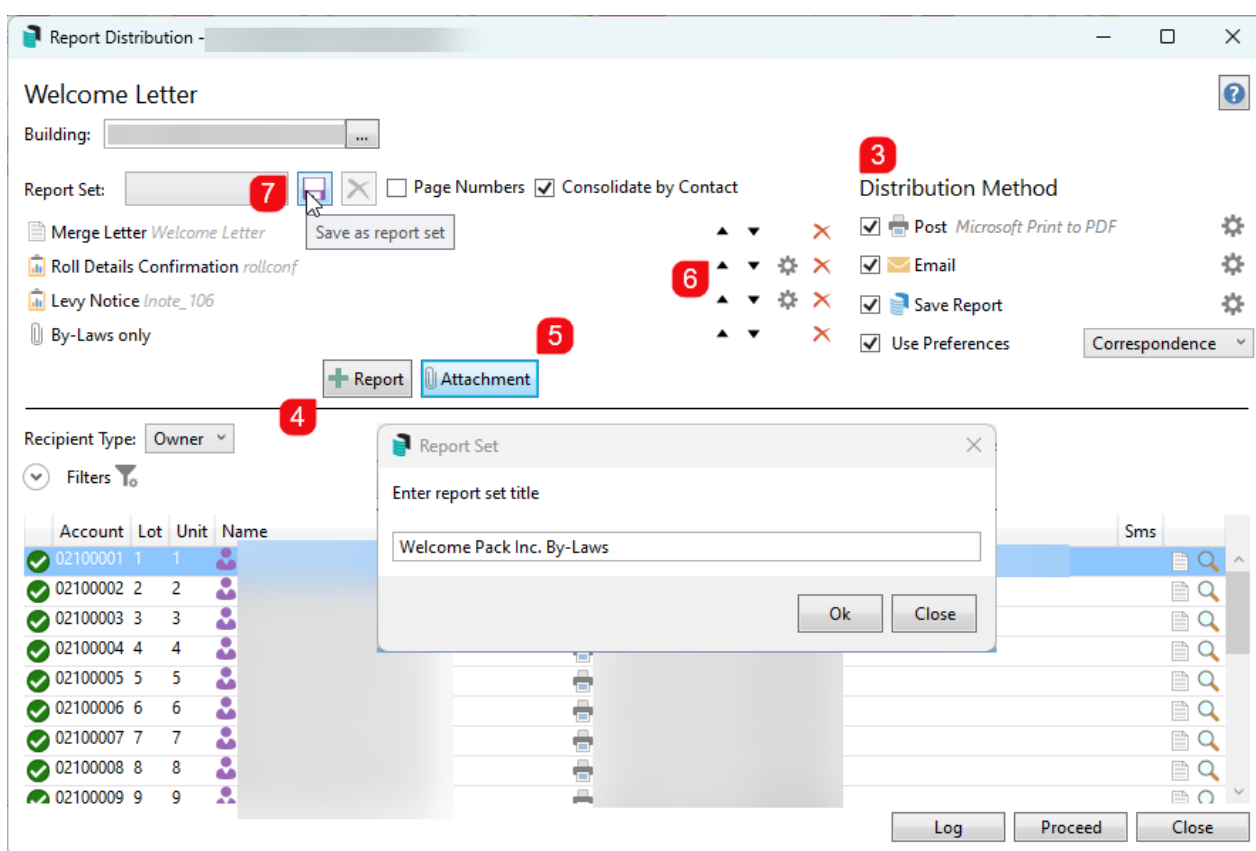 Report Distribution -
Welcome Letter
Building:
...
3
Report Set:
7
Page Numbers
Consolidate by Contact
Distribution Method
Merge Letter Welcome Letter
Save as report set
Post Microsoft Print to PDF
Roll Details Confirmation rollconf
6
Email
Levy Notice lnote_106
Save Report
By-Laws only
5
Use Preferences
Correspondence
Report
Attachment
4
Recipient Type: Owner
Report Set
Filters
Enter report set title
Account Lot Unit Name
Sms
Welcome Pack Inc. By-Laws
02100001 1 1
02100002 2 2
Ok
Close
02100003 3 3
02100004 4 4
02100005 5 5
02100006 6 6
02100007 7 7
02100008 8 8
02100009 9 9
Log
Proceed
Close